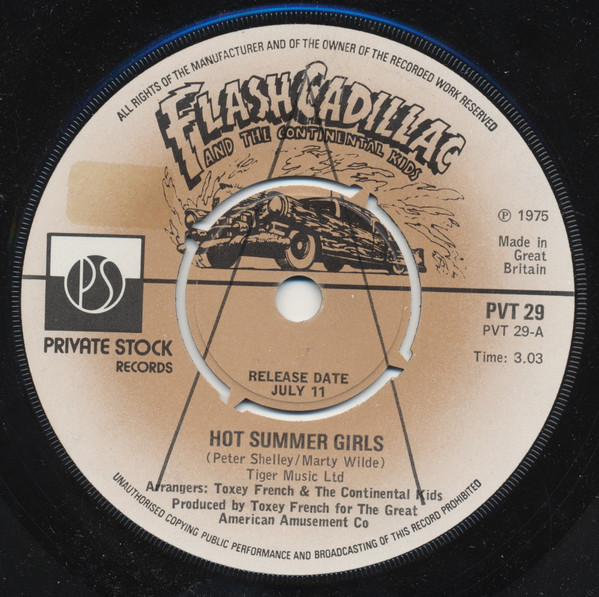 ALL RIGHTS OF THE MANUFACTURER AND OF THE OWNER OF THE RECORDED WORK RESERVED
FLASH CADILLAC
AND THE CONTINENTAL KIDS
℗ 1975
Made in
Great
Britain
PS
PRIVATE STOCK
RECORDS
PVT 29
PVT 29-A
Time: 3.03
A
RELEASE DATE
JULY 11
HOT SUMMER GIRLS
(Peter Shelley/Marty Wilde)
Tiger Music Ltd
Arrangers: Toxey French & The Continental Kids
Produced by Toxey French for The Great
American Amusement Co
UNAUTHORISED COPYING PUBLIC PERFORMANCE AND BROADCASTING OF THIS RECORD PROHIBITED